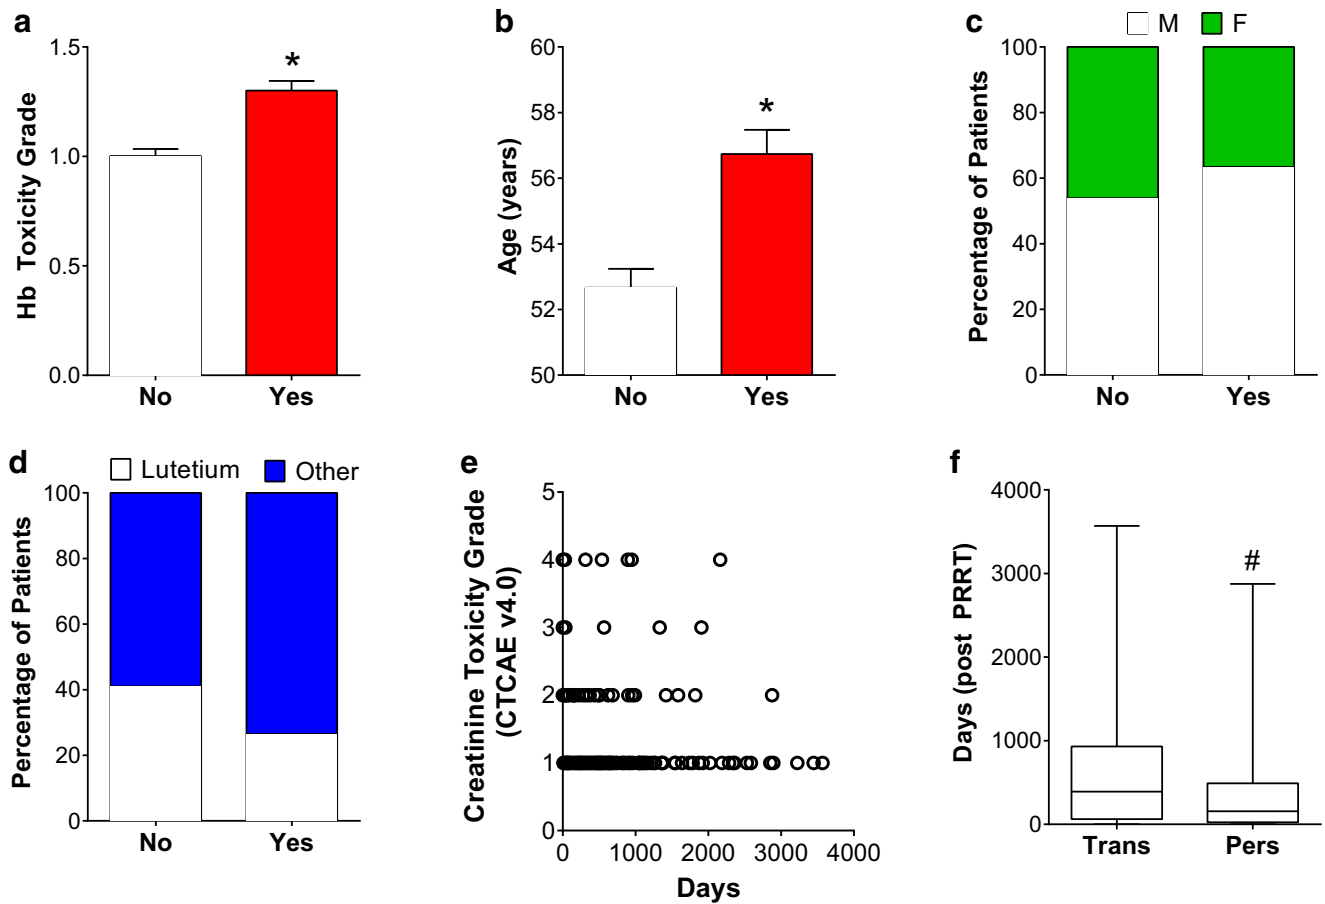 a
1.5
1.0
0.5
0.0
Hb Toxicity Grade
*
No Yes
b
60
58
56
54
52
50
Age (years)
*
No Yes
c
M F
100
80
60
40
20
0
Percentage of Patients
No Yes
d
Lutetium Other
100
80
60
40
20
0
Percentage of Patients
No Yes
e
5
4
3
2
1
0
Creatinine Toxicity Grade
(CTCAE v4.0)
0 1000 2000 3000 4000
Days
f
4000
3000
2000
1000
0
Days (post PRRT)
#
Trans Pers